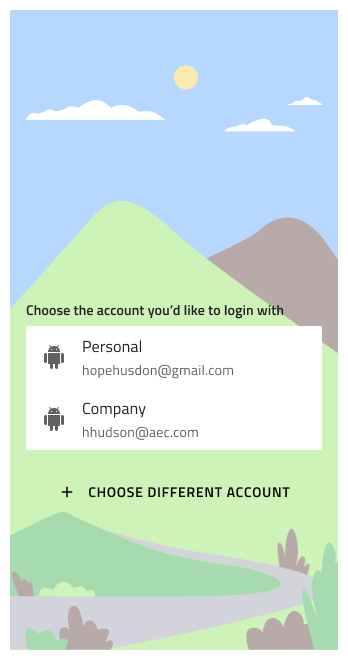 Choose the account you’d like to login with
Personal
hopehusdon@gmail.com
Company
hhudson@aec.com
+ CHOOSE DIFFERENT ACCOUNT